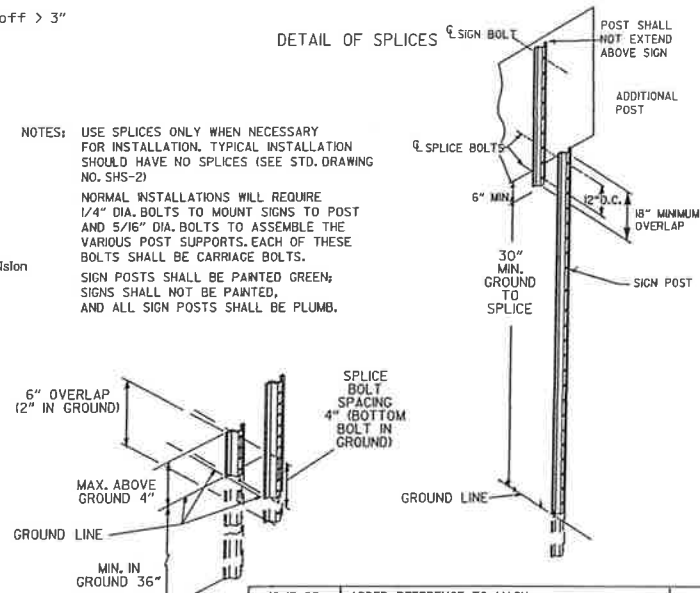 off > 3"
DETAIL OF SPLICES
℄ SIGN BOLT
POST SHALL
NOT EXTEND
ABOVE SIGN
ADDITIONAL
POST
NOTES: USE SPLICES ONLY WHEN NECESSARY
FOR INSTALLATION. TYPICAL INSTALLATION
SHOULD HAVE NO SPLICES (SEE STD. DRAWING
NO. SHS-2)
NORMAL INSTALLATIONS WILL REQUIRE
1/4" DIA. BOLTS TO MOUNT SIGNS TO POST
AND 5/16" DIA. BOLTS TO ASSEMBLE THE
VARIOUS POST SUPPORTS. EACH OF THESE
BOLTS SHALL BE CARRIAGE BOLTS.
SIGN POSTS SHALL BE PAINTED GREEN;
SIGNS SHALL NOT BE PAINTED,
AND ALL SIGN POSTS SHALL BE PLUMB.
℄ SPLICE BOLTS
6" MIN.
12" O.C.
18" MINIMUM
OVERLAP
30"
MIN.
GROUND
TO
SPLICE
SIGN POST
GROUND LINE
6" OVERLAP
(2" IN GROUND)
SPLICE
BOLT
SPACING
4" (BOTTOM
BOLT IN
GROUND)
MAX. ABOVE
GROUND 4"
GROUND LINE
MIN. IN
GROUND 36"